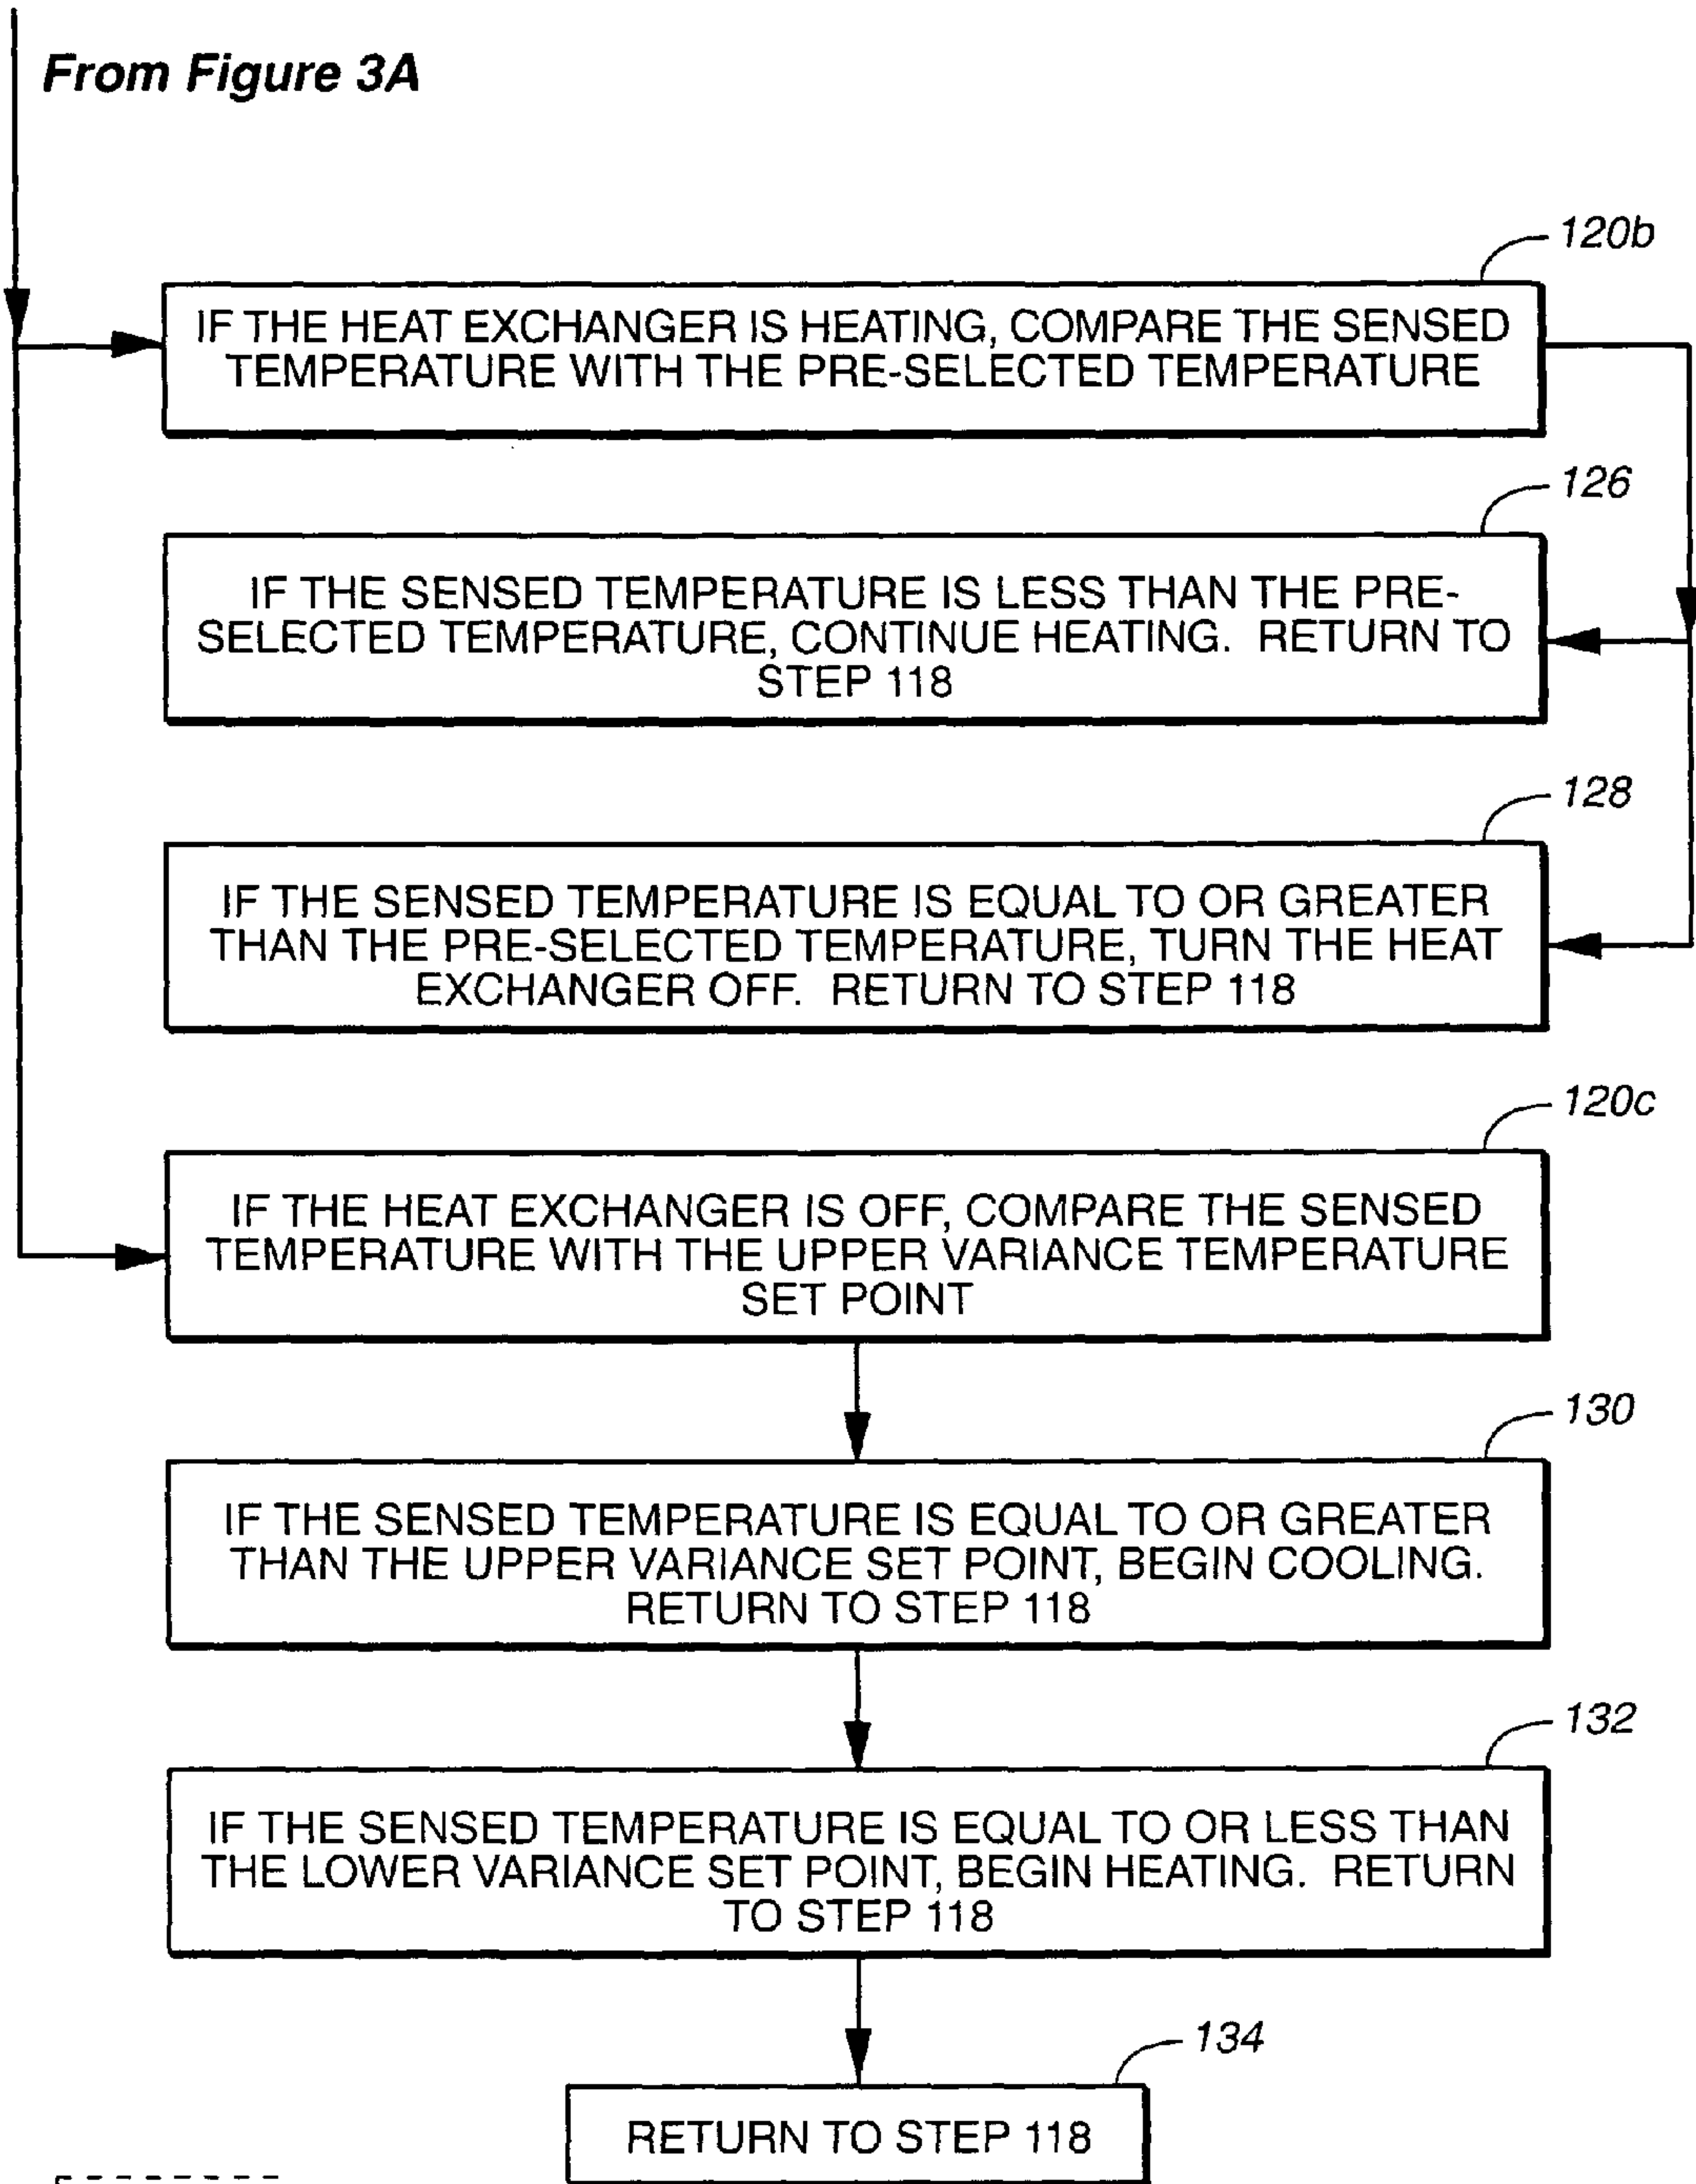 From Figure 3A
120b
IF THE HEAT EXCHANGER IS HEATING, COMPARE THE SENSED
TEMPERATURE WITH THE PRE-SELECTED TEMPERATURE
126
IF THE SENSED TEMPERATURE IS LESS THAN THE PRE-
SELECTED TEMPERATURE, CONTINUE HEATING. RETURN TO
STEP 118
128
IF THE SENSED TEMPERATURE IS EQUAL TO OR GREATER
THAN THE PRE-SELECTED TEMPERATURE, TURN THE HEAT
EXCHANGER OFF. RETURN TO STEP 118
120c
IF THE HEAT EXCHANGER IS OFF, COMPARE THE SENSED
TEMPERATURE WITH THE UPPER VARIANCE TEMPERATURE
SET POINT
130
IF THE SENSED TEMPERATURE IS EQUAL TO OR GREATER
THAN THE UPPER VARIANCE SET POINT, BEGIN COOLING.
RETURN TO STEP 118
132
IF THE SENSED TEMPERATURE IS EQUAL TO OR LESS THAN
THE LOWER VARIANCE SET POINT, BEGIN HEATING. RETURN
TO STEP 118
134
RETURN TO STEP 118